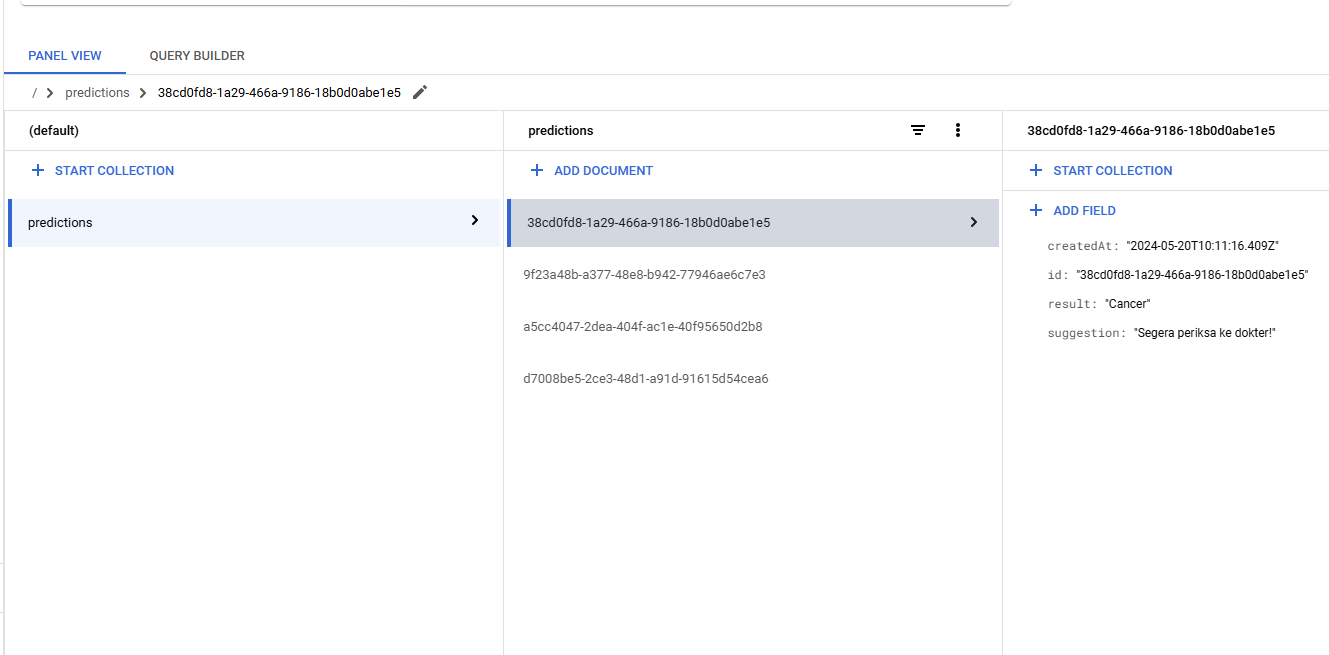 PANEL VIEW QUERY BUILDER
/ > predictions > 38cd0fd8-1a29-466a-9186-18b0d0abe1e5
(default)
+ START COLLECTION
predictions >
predictions
+ ADD DOCUMENT
38cd0fd8-1a29-466a-9186-18b0d0abe1e5 >
9f23a48b-a377-48e8-b942-77946ae6c7e3
a5cc4047-2dea-404f-ac1e-40f95650d2b8
d7008be5-2ce3-48d1-a91d-91615d54cea6
38cd0fd8-1a29-466a-9186-18b0d0abe1e5
+ START COLLECTION
+ ADD FIELD
createdAt: "2024-05-20T10:11:16.409Z"
id: "38cd0fd8-1a29-466a-9186-18b0d0abe1e5"
result: "Cancer"
suggestion: "Segera periksa ke dokter!"